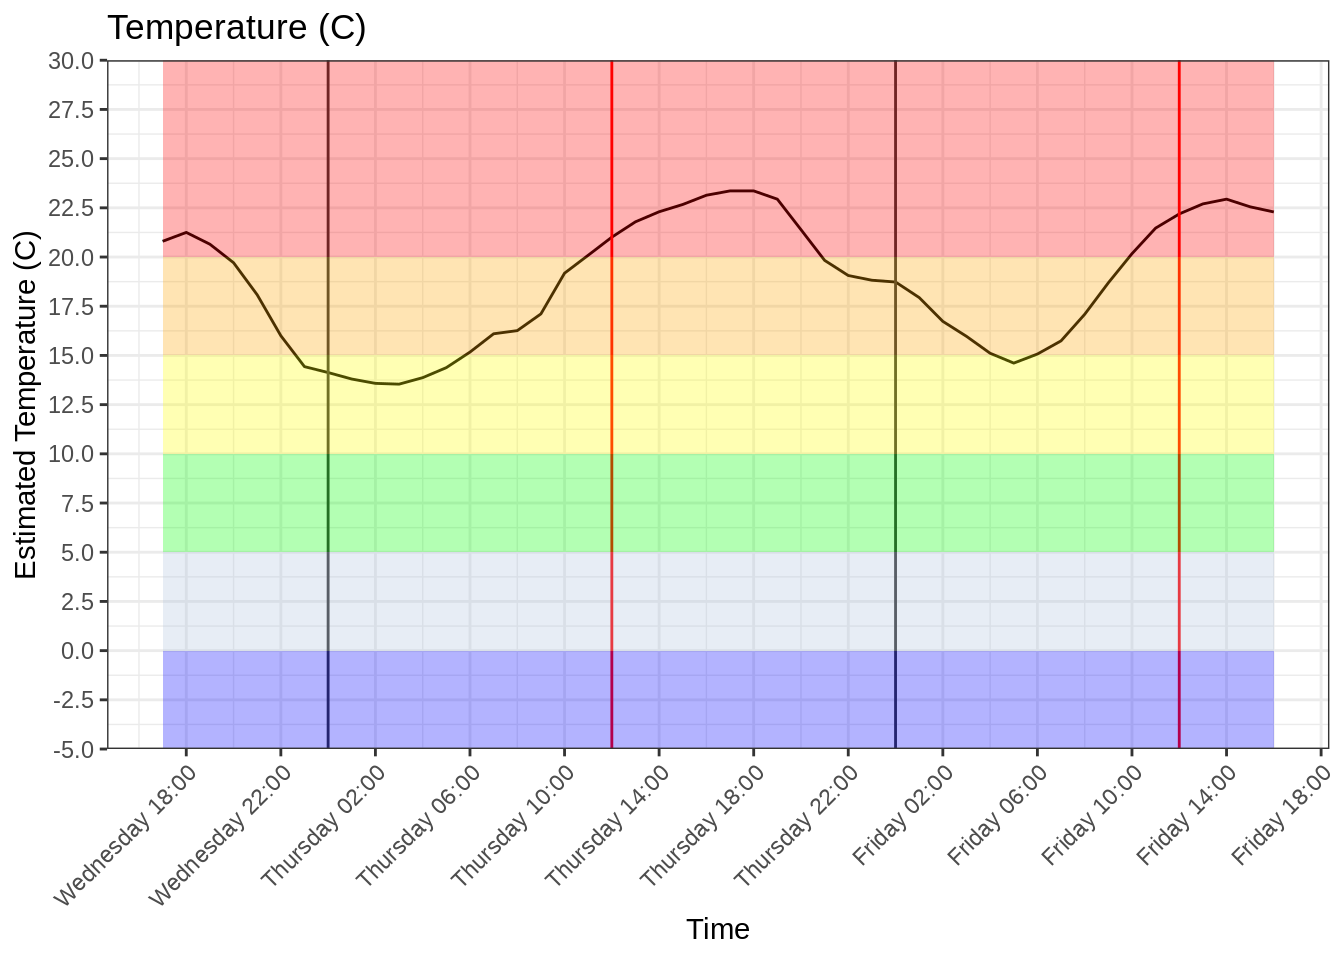 Temperature (C)
30.0
27.5
25.0
22.5
20.0
17.5
15.0
12.5
10.0
7.5
5.0
2.5
0.0
-2.5
-5.0
Estimated Temperature (C)
Wednesday 18:00
Wednesday 22:00
Thursday 02:00
Thursday 06:00
Thursday 10:00
Thursday 14:00
Thursday 18:00
Thursday 22:00
Friday 02:00
Friday 06:00
Friday 10:00
Friday 14:00
Friday 18:00
Time